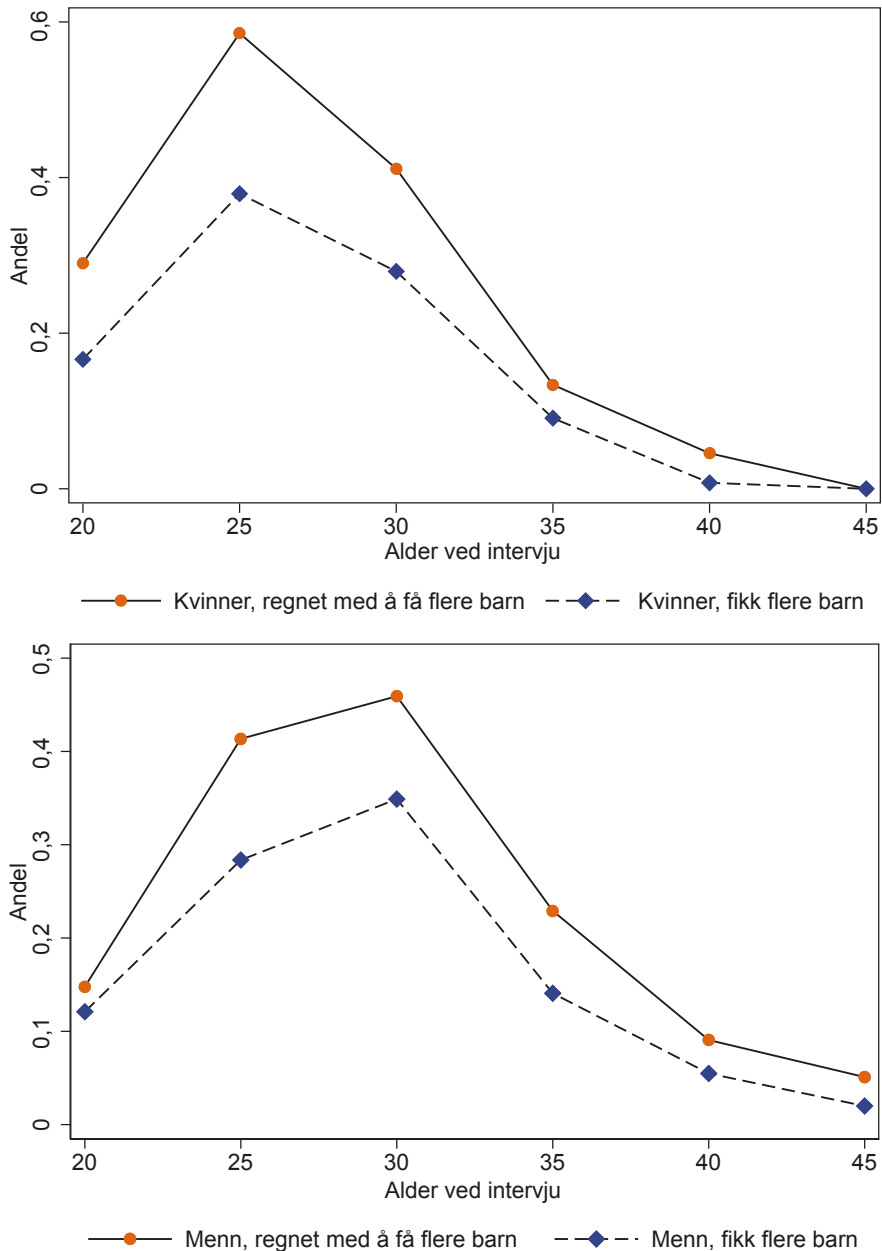 0,6
0,4
0,2
0
Andel
20 25 30 35 40 45
Alder ved intervju
Kvinner, regnet med å få flere barn Kvinner, fikk flere barn
0,5
0,4
0,3
0,2
0,1
0
Andel
20 25 30 35 40 45
Alder ved intervju
Menn, regnet med å få flere barn Menn, fikk flere barn